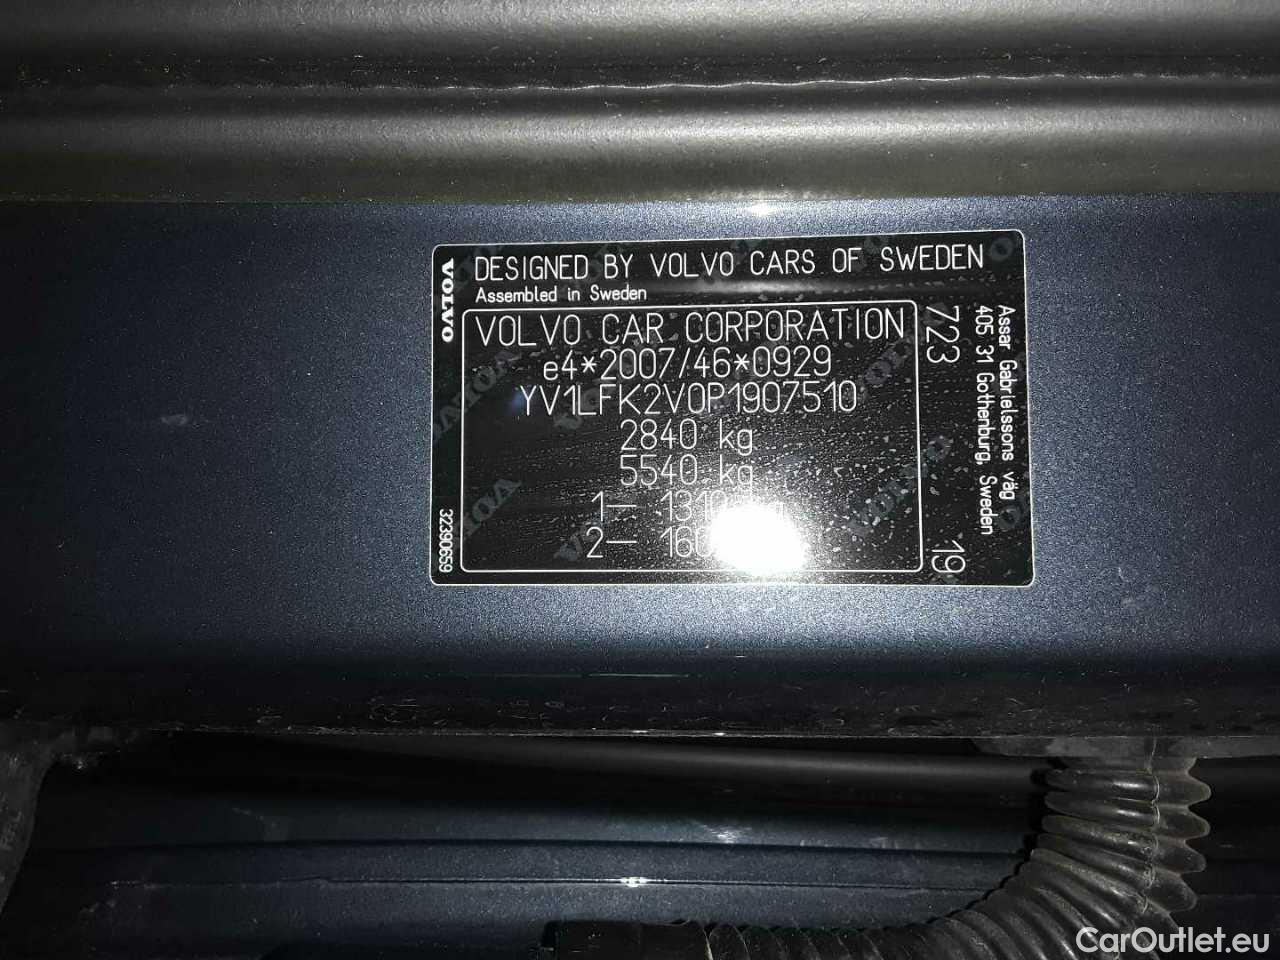 VOLVO
DESIGNED BY VOLVO CARS OF SWEDEN
Assembled in Sweden
VOLVO CAR CORPORATION
e4*2007/46*0929
YV1LFK2V0P1907510
2840 kg
5540 kg
1–
2–
723
19
Assar Gabrielssons väg
405 31 Gothenburg, Sweden
32390659
CarOutlet.eu